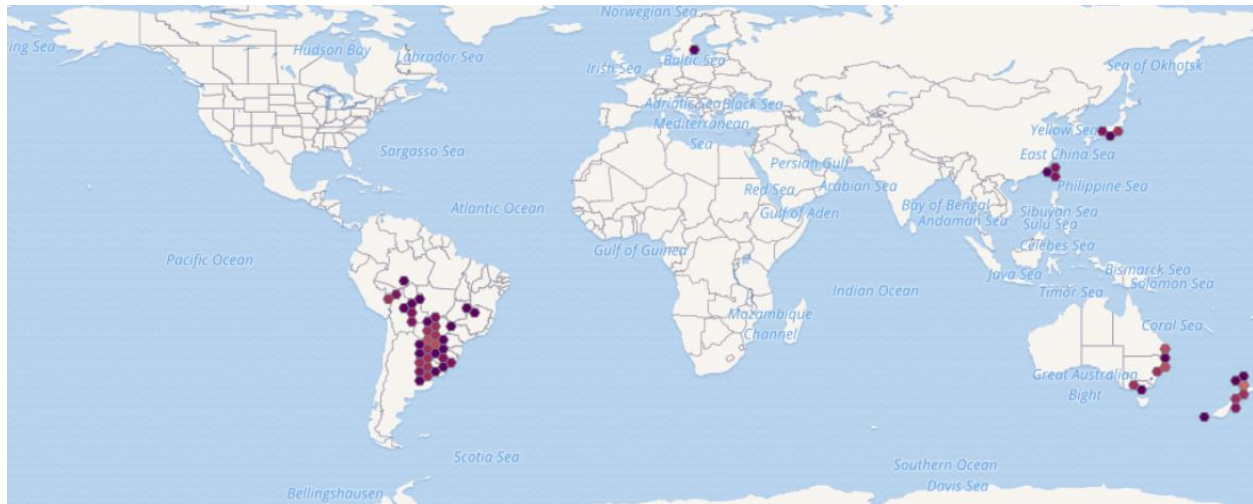 Norwegian Sea
ring Sea
Hudson Bay
Labrador Sea
Irish Sea
Baltic Sea
Sea of Okhotsk
Adriatic Sea
Black Sea
Mediterranean
Sea
Yellow Sea
East China Sea
Sargasso Sea
Persian Gulf
Red Sea
Arabian Sea
Philippine Sea
Atlantic Ocean
Gulf of Aden
Bay of Bengal
Andaman Sea
Sibuyan Sea
Sulu Sea
Gulf of Guinea
Celebes Sea
Pacific Ocean
Java Sea
Bismarck Sea
Solomon Sea
Indian Ocean
Timor Sea
Mozambique
Channel
Coral Sea
Great Australian
Bight
Scotia Sea
Southern Ocean
Davis Sea
Bellingshausen